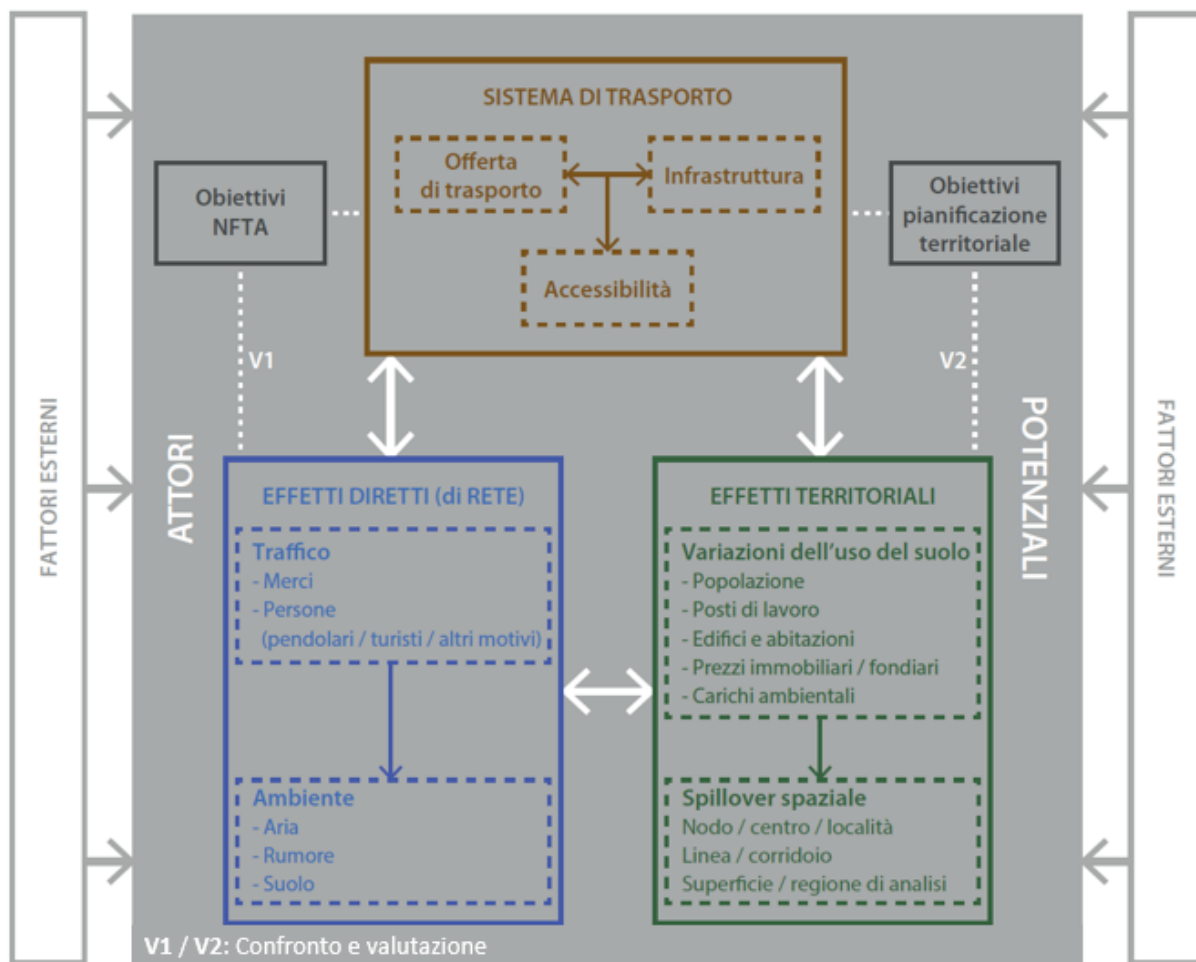 SISTEMA DI TRASPORTO
Offerta
di trasporto
Infrastruttura
Accessibilità
Obiettivi
NFTA
Obiettivi
pianificazione
territoriale
V1
V2
FATTORI ESTERNI
ATTORI
POTENZIALI
FATTORI ESTERNI
EFFETTI DIRETTI (di RETE)
Traffico
- Merci
- Persone
(pendolari / turisti / altri motivi)
Ambiente
- Aria
- Rumore
- Suolo
EFFETTI TERRITORIALI
Variazioni dell'uso del suolo
- Popolazione
- Posti di lavoro
- Edifici e abitazioni
- Prezzi immobiliari / fondiari
- Carichi ambientali
Spillover spaziale
Nodo / centro / località
Linea / corridoio
Superficie / regione di analisi
V1 / V2: Confronto e valutazione